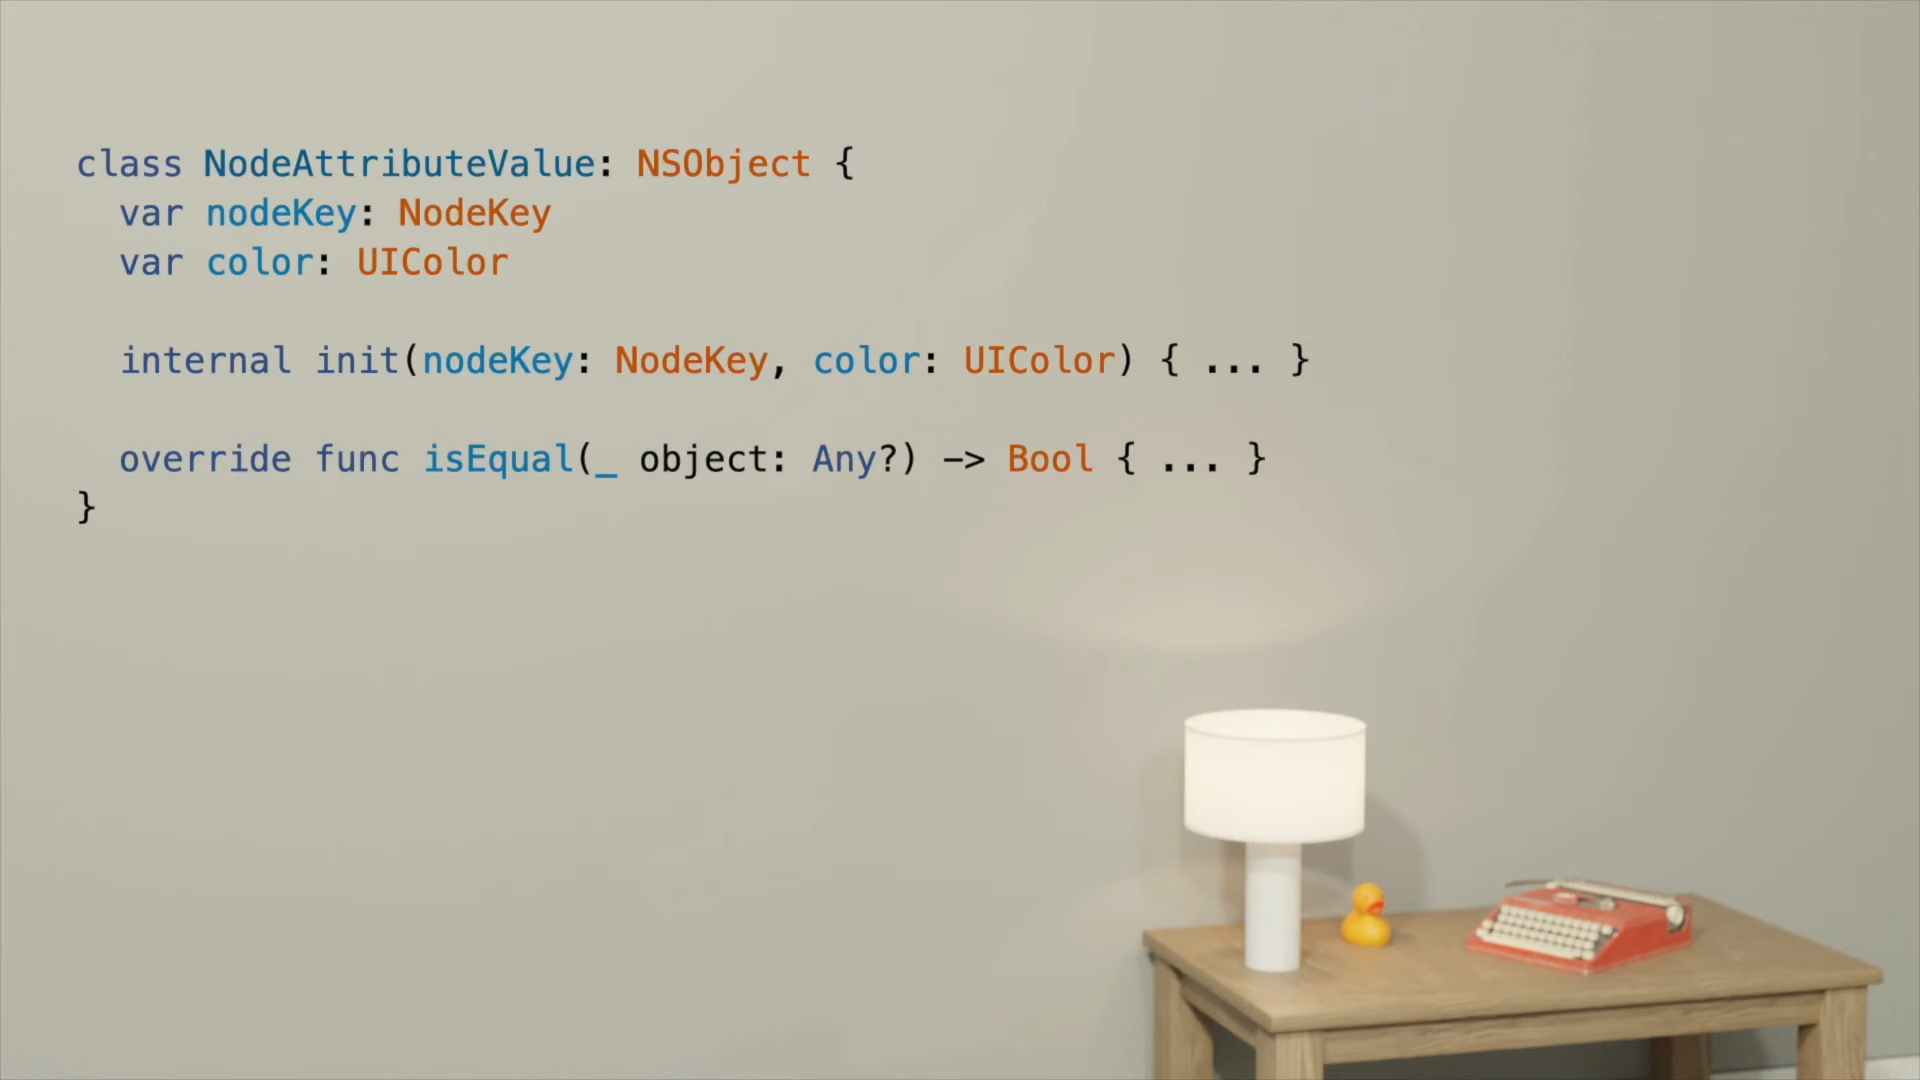 class NodeAttributeValue: NSObject {
var nodeKey: NodeKey
var color: UIColor
internal init(nodeKey: NodeKey, color: UIColor) { ... }
override func isEqual(_ object: Any?) -> Bool { ... }
}